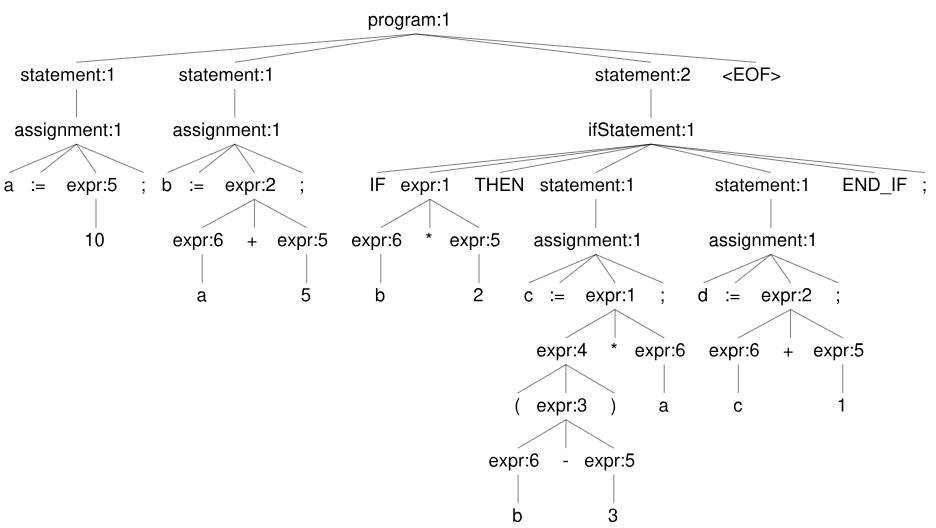 program:1
statement:1 statement:1 statement:2 <EOF>
assignment:1 assignment:1 ifStatement:1
a := expr:5 ; b := expr:2 ; IF expr:1 THEN statement:1 statement:1 END_IF ;
10 expr:6 + expr:5 expr:6 * expr:5 assignment:1 assignment:1
a 5 b 2 c := expr:1 ; d := expr:2 ;
expr:4 * expr:6 expr:6 + expr:5
( expr:3 ) a c 1
expr:6 - expr:5
b 3